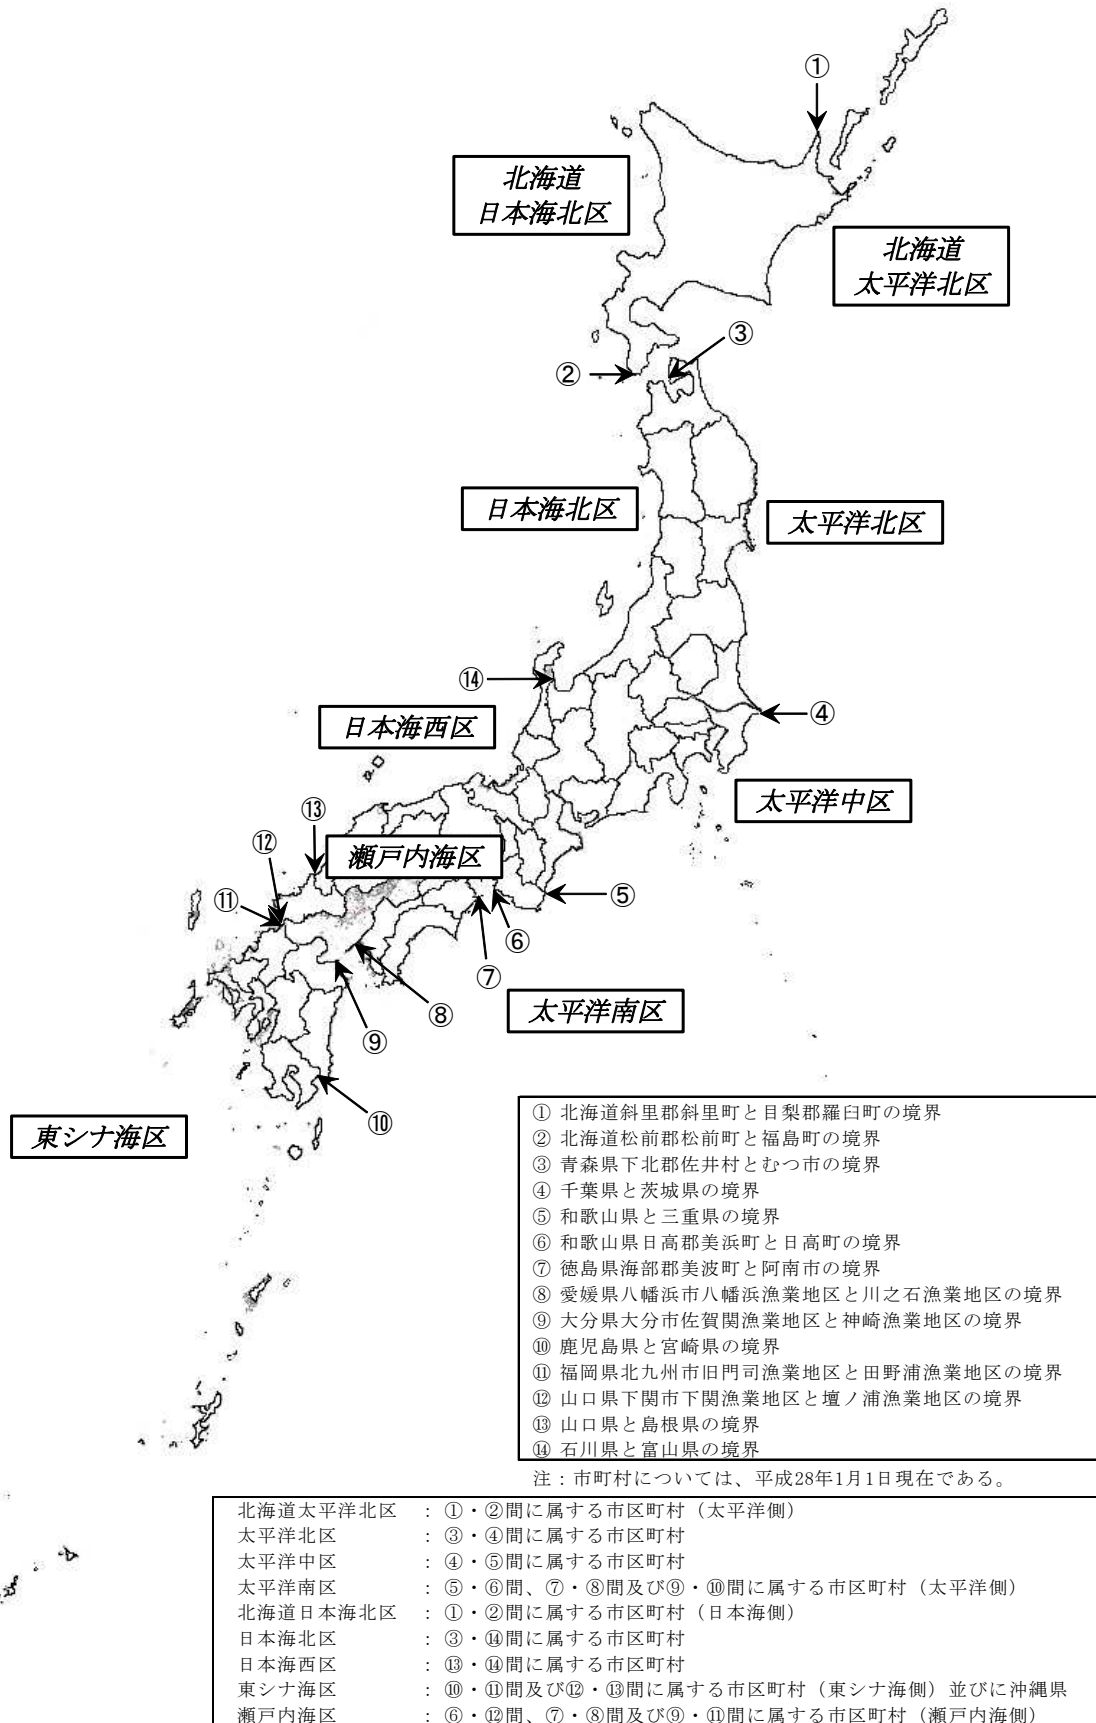 ①
北海道
日本海北区
北海道
太平洋北区
③
②
日本海北区
太平洋北区
⑭
④
日本海西区
太平洋中区
⑬
⑫
瀬戸内海区
⑪
⑤
⑥
⑦
太平洋南区
⑧
⑨
⑩
東シナ海区
① 北海道斜里郡斜里町と目梨郡羅臼町の境界
② 北海道松前郡松前町と福島町の境界
③ 青森県下北郡佐井村とむつ市の境界
④ 千葉県と茨城県の境界
⑤ 和歌山県と三重県の境界
⑥ 和歌山県日高郡美浜町と日高町の境界
⑦ 徳島県海部郡美波町と阿南市の境界
⑧ 愛媛県八幡浜市八幡浜漁業地区と川之石漁業地区の境界
⑨ 大分県大分市佐賀関漁業地区と神崎漁業地区の境界
⑩ 鹿児島県と宮崎県の境界
⑪ 福岡県北九州市旧門司漁業地区と田野浦漁業地区の境界
⑫ 山口県下関市下関漁業地区と壇ノ浦漁業地区の境界
⑬ 山口県と島根県の境界
⑭ 石川県と富山県の境界
注：市町村については、平成28年1月1日現在である。
北海道太平洋北区 ：①・②間に属する市区町村（太平洋側）
太平洋北区 ：③・④間に属する市区町村
太平洋中区 ：④・⑤間に属する市区町村
太平洋南区 ：⑤・⑥間、⑦・⑧間及び⑨・⑩間に属する市区町村（太平洋側）
北海道日本海北区 ：①・②間に属する市区町村（日本海側）
日本海北区 ：③・⑭間に属する市区町村
日本海西区 ：⑬・⑭間に属する市区町村
東シナ海区 ：⑩・⑪間及び⑫・⑬間に属する市区町村（東シナ海側）並びに沖縄県
瀬戸内海区 ：⑥・⑫間、⑦・⑧間及び⑨・⑪間に属する市区町村（瀬戸内海側）